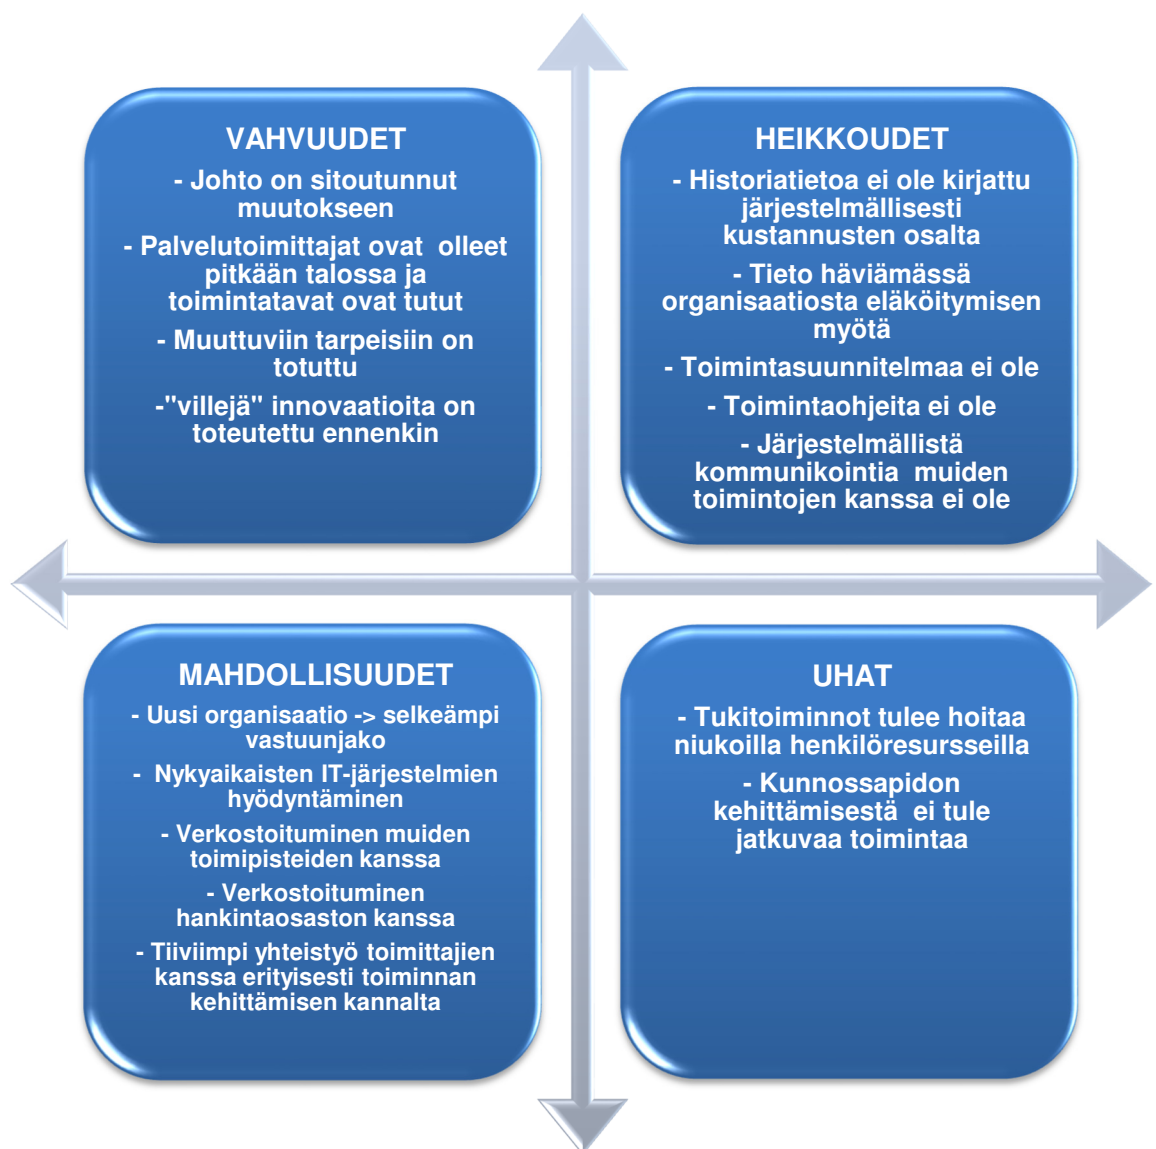 VAHVUUDET
- Johto on sitoutunnut
muutokseen
- Palvelutoimittajat ovat olleet
pitkään talossa ja
toimintatavat ovat tutut
- Muuttuviin tarpeisiin on
totuttu
-"villejä" innovaatioita on
toteutettu ennenkin
HEIKKOUDET
- Historiatietoa ei ole kirjattu
järjestelmällisesti
kustannusten osalta
- Tieto häviämässä
organisaatiosta eläköitymisen
myötä
- Toimintasuunnitelmaa ei ole
- Toimintaohjeita ei ole
- Järjestelmällistä
kommunikointia muiden
toimintojen kanssa ei ole
MAHDOLLISUUDET
- Uusi organisaatio -> selkeämpi
vastuunjako
- Nykyaikaisten IT-järjestelmien
hyödyntäminen
- Verkostoituminen muiden
toimipisteiden kanssa
- Verkostoituminen
hankintaosaston kanssa
- Tiiviimpi yhteistyö toimittajien
kanssa erityisesti toiminnan
kehittämisen kannalta
UHAT
- Tukitoiminnot tulee hoitaa
niukoilla henkilöresursseilla
- Kunnossapidon
kehittämisestä ei tule
jatkuvaa toimintaa